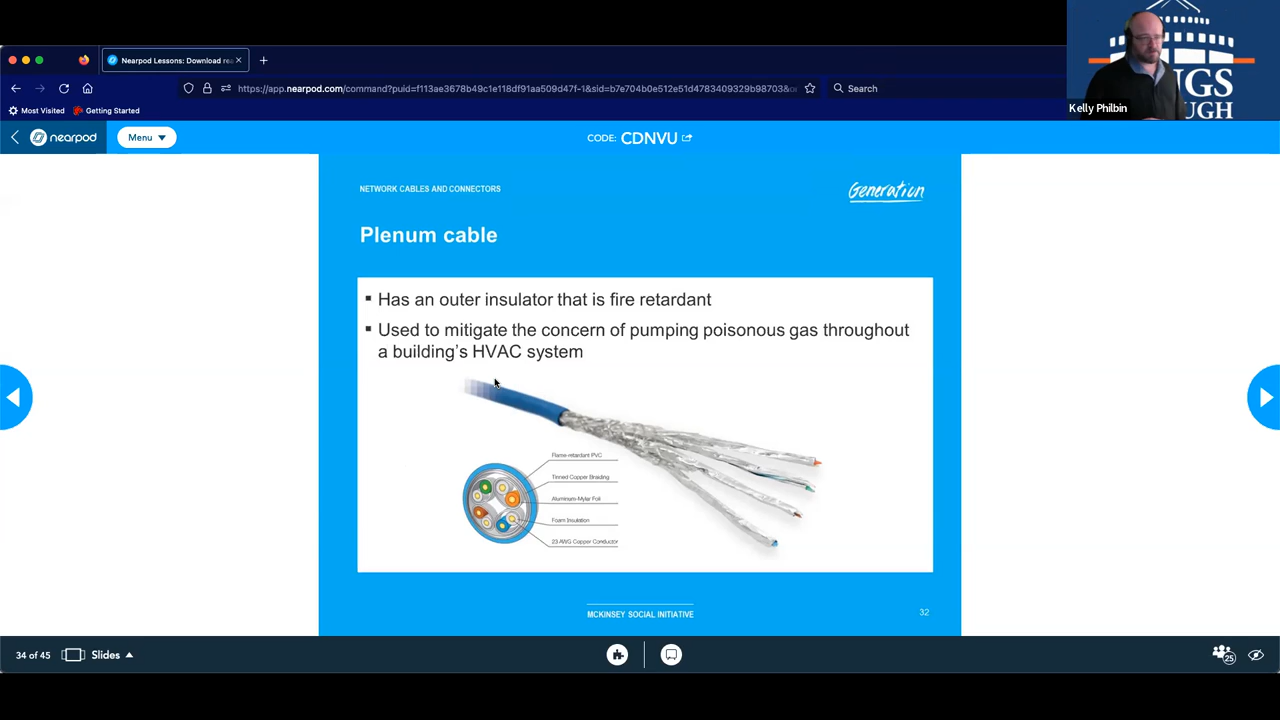 Nearpod Lessons: Download rea
https://app.nearpod.com/command?puid=f113ae3678b49c1e118df91aa509d47f-1&sid=b7e704b0e512e51d4783409329b98703&
Search
Most Visited
Getting Started
Kelly Philbin
nearpod
Menu
CODE: CDNVU
NETWORK CABLES AND CONNECTORS
Generation
Plenum cable
▪ Has an outer insulator that is fire retardant
▪ Used to mitigate the concern of pumping poisonous gas throughout
a building's HVAC system
Flame-retardant PVC
Tinned Copper Braiding
Aluminum-Mylar Foil
Foam Insulation
23 AWG Copper Conductor
MCKINSEY SOCIAL INITIATIVE
32
34 of 45
Slides
25